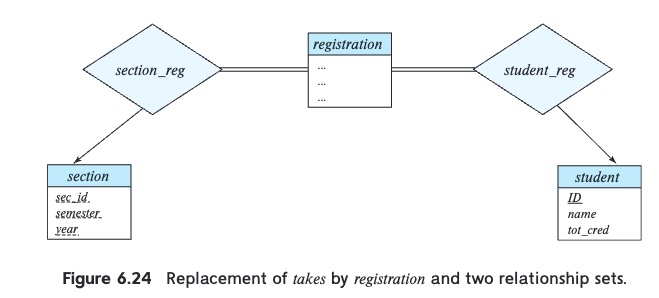 registration
section_reg
...
...
...
student_reg
section
sec_id
semester
year
student
ID
name
tot_cred
Figure 6.24 Replacement of takes by registration and two relationship sets.